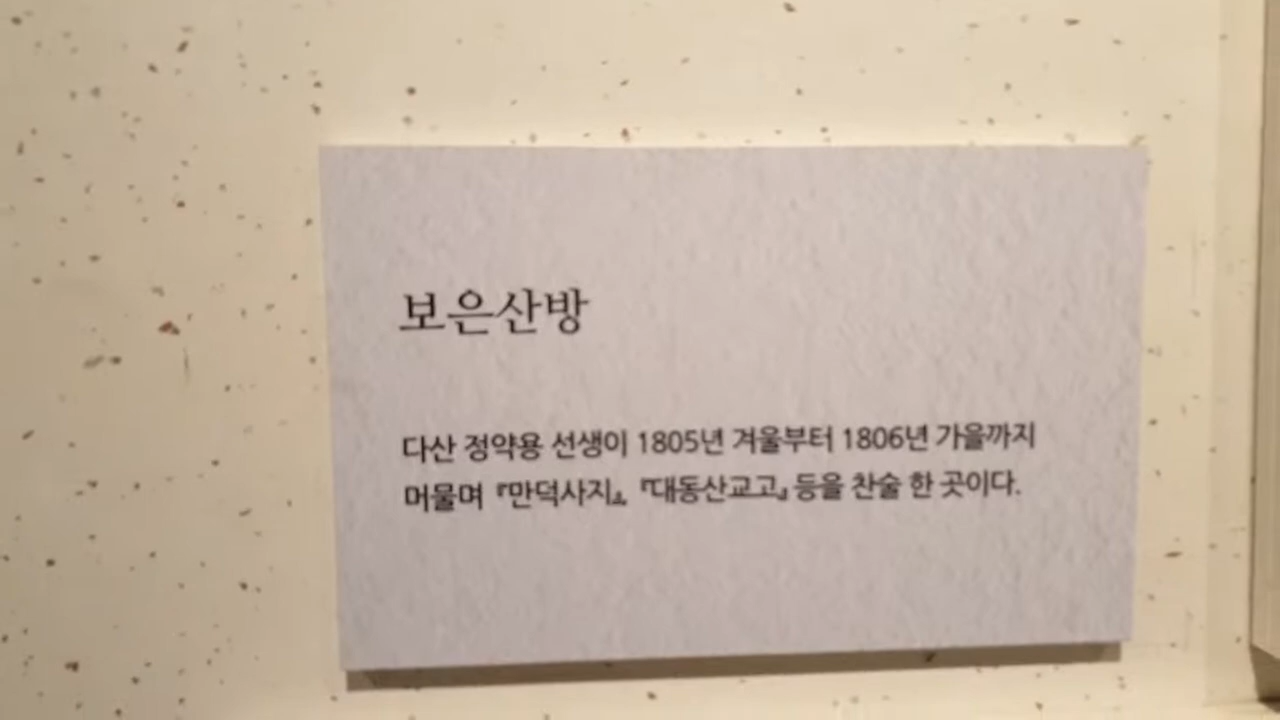 보은산방
다산 정약용 선생이 1805년 겨울부터 1806년 가을까지
머물며 『만덕사지』, 『대동산교고』 등을 찬술 한 곳이다.